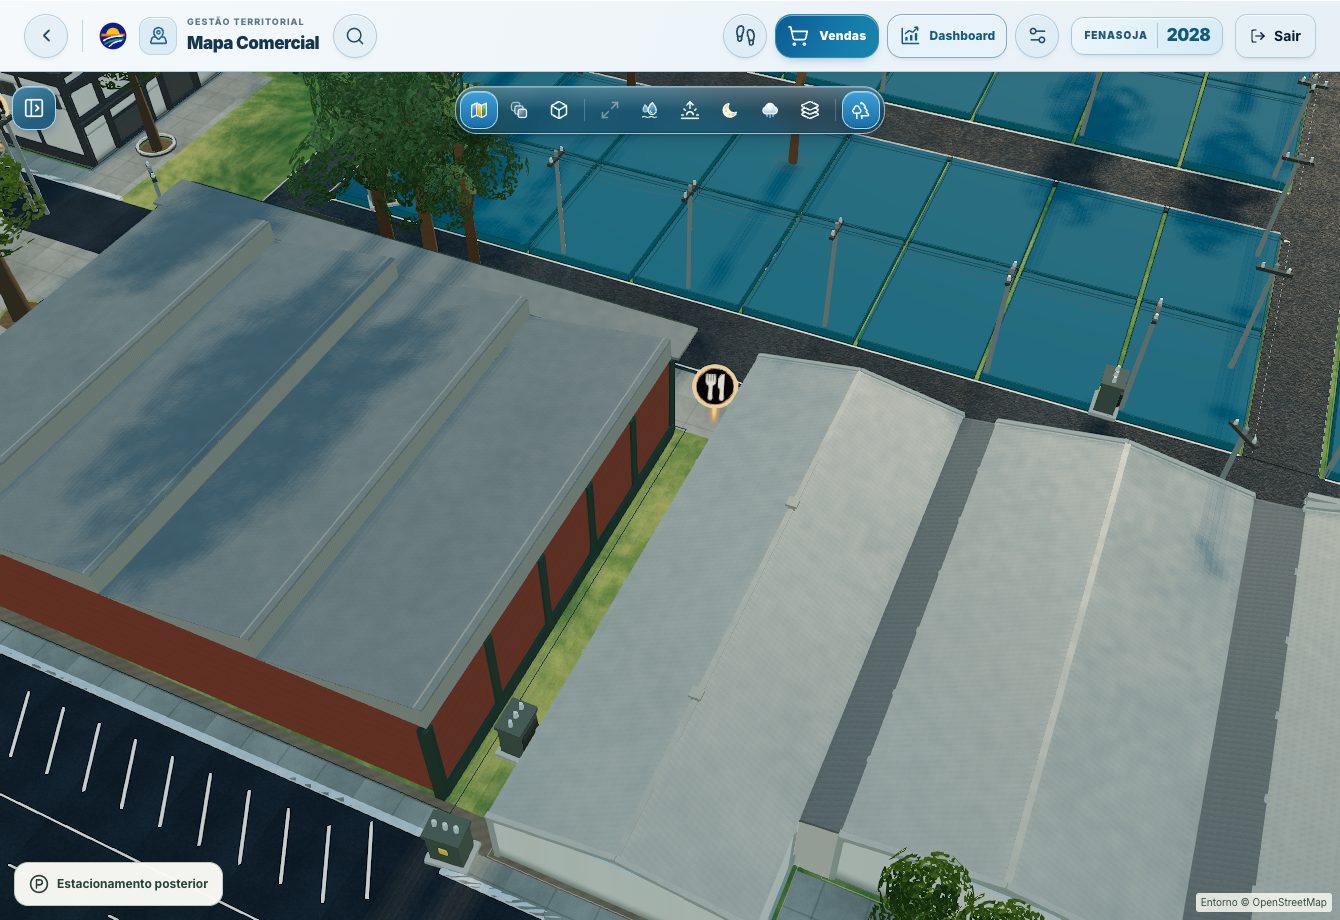 GESTÃO TERRITORIAL
Mapa Comercial
Vendas
Dashboard
FENASOJA 2028
Sair
P Estacionamento posterior
Entorno © OpenStreetMap